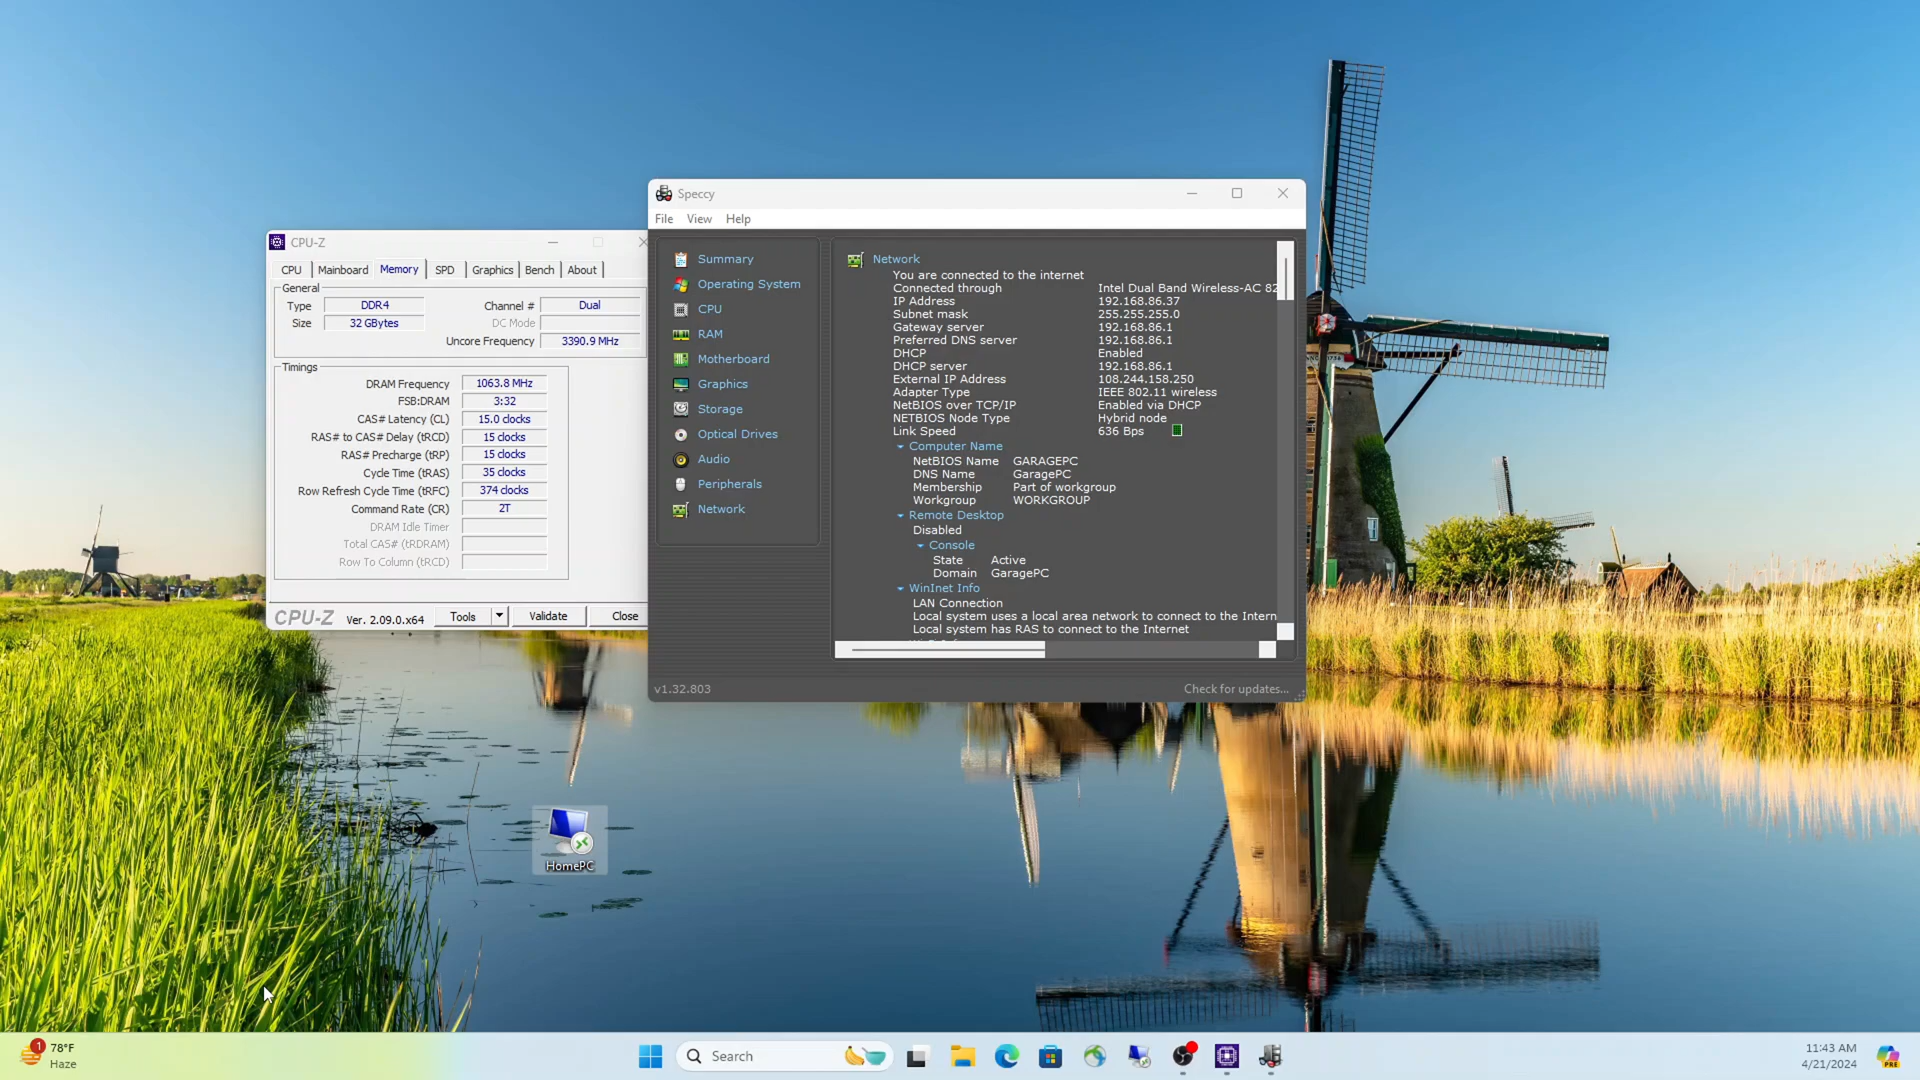 CPU-Z
CPU Mainboard Memory SPD Graphics Bench About
General
Type DDR4 Channel # Dual
Size 32 GBytes DC Mode
Uncore Frequency 3390.9 MHz
Timings
DRAM Frequency 1063.8 MHz
FSB:DRAM 3:32
CAS# Latency (CL) 15.0 clocks
RAS# to CAS# Delay (tRCD) 15 clocks
RAS# Precharge (tRP) 15 clocks
Cycle Time (tRAS) 35 clocks
Row Refresh Cycle Time (tRFC) 374 clocks
Command Rate (CR) 2T
DRAM Idle Timer
Total CAS# (tRDRAM)
Row To Column (tRCD)
CPU-Z Ver. 2.09.0.x64 Tools Validate Close
Speccy
File View Help
Summary
Operating System
CPU
RAM
Motherboard
Graphics
Storage
Optical Drives
Audio
Peripherals
Network
Network
You are connected to the internet
Connected through Intel Dual Band Wireless-AC 82
IP Address 192.168.86.37
Subnet mask 255.255.255.0
Gateway server 192.168.86.1
Preferred DNS server 192.168.86.1
DHCP Enabled
DHCP server 192.168.86.1
External IP Address 108.244.158.250
Adapter Type IEEE 802.11 wireless
NetBIOS over TCP/IP Enabled via DHCP
NETBIOS Node Type Hybrid node
Link Speed 636 Bps
Computer Name
NetBIOS Name GARAGEPC
DNS Name GaragePC
Membership Part of workgroup
Workgroup WORKGROUP
Remote Desktop
Disabled
Console
State Active
Domain GaragePC
WinInet Info
LAN Connection
Local system uses a local area network to connect to the Intern
Local system has RAS to connect to the Internet
v1.32.803 Check for updates...
HomePC
1
78°F
Haze
Search
11:43 AM
4/21/2024
PRE